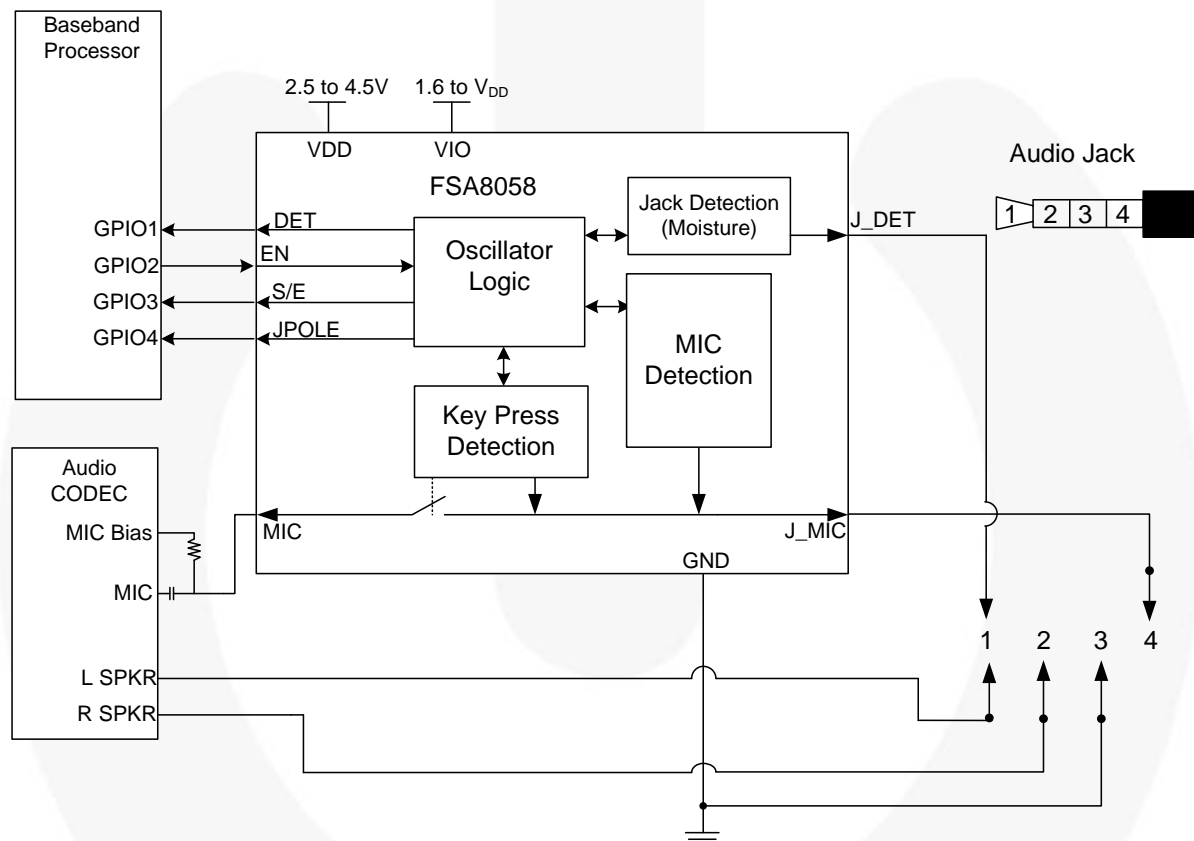 Baseband
Processor
GPIO1
GPIO2
GPIO3
GPIO4
2.5 to 4.5V
1.6 to VDD
VDD
VIO
FSA8058
DET
EN
S/E
JPOLE
Oscillator
Logic
Jack Detection
(Moisture)
J_DET
MIC
Detection
Key Press
Detection
MIC
J_MIC
GND
Audio Jack
1 2 3 4
Audio
CODEC
MIC Bias
MIC
L SPKR
R SPKR
1 2 3 4